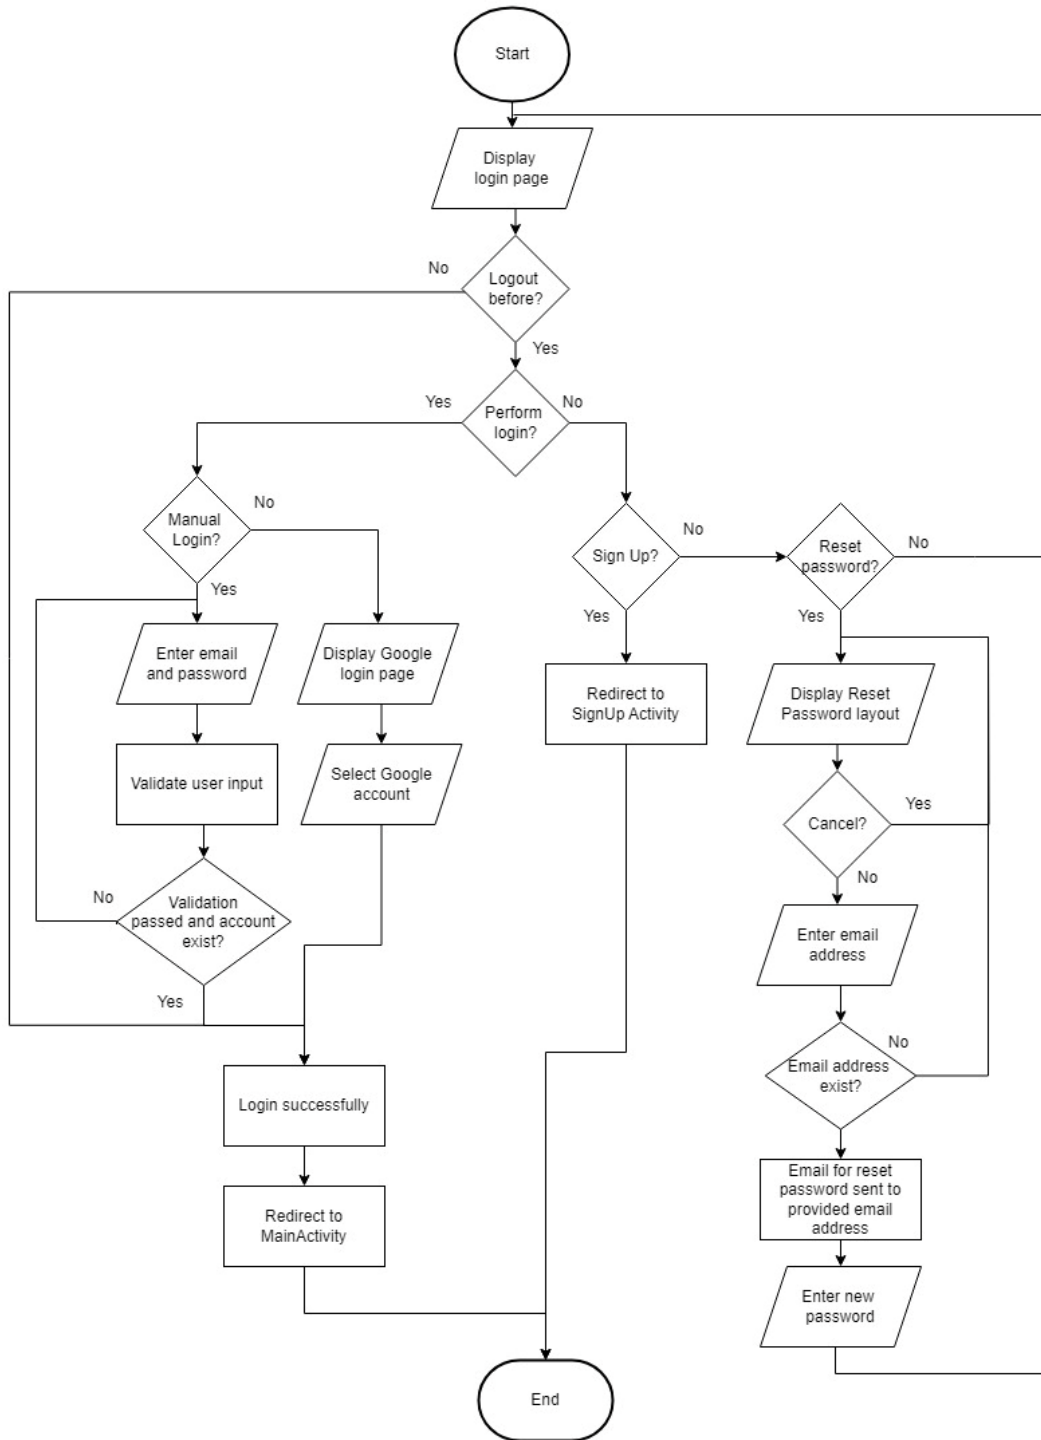 Start
Display
login page
No
Logout
before?
Yes
Yes
Perform
login?
No
Manual
Login?
No
Yes
Sign Up?
No
Yes
Reset
password?
No
Yes
Enter email
and password
Display Google
login page
Redirect to
SignUp Activity
Display Reset
Password layout
Validate user input
Select Google
account
Cancel?
Yes
No
No
Validation
passed and account
exist?
Yes
Enter email
address
No
Email address
exist?
Login successfully
Redirect to
MainActivity
Email for reset
password sent to
provided email
address
Enter new
password
End